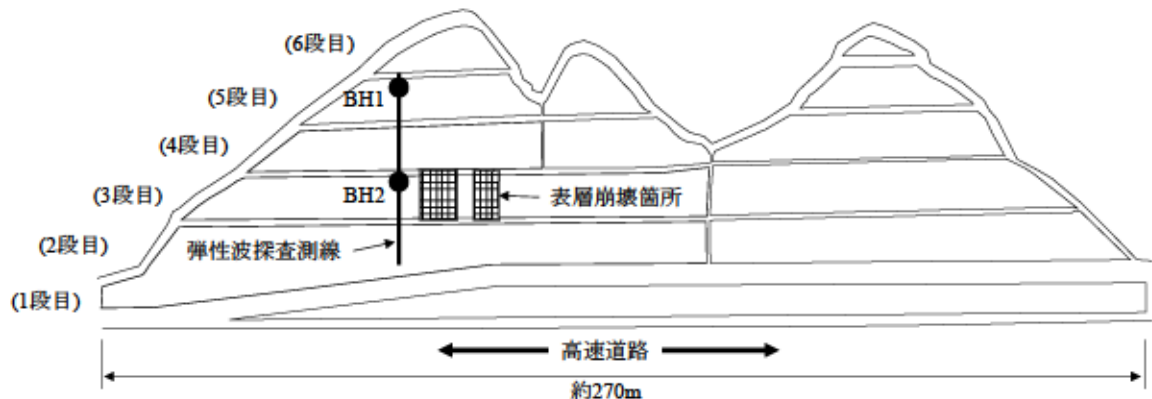 (6段目)
BH1
(5段目)
(4段目)
(3段目)
BH2
表層崩壊箇所
(2段目)
弾性波探査測線
(1段目)
高速道路
約270m